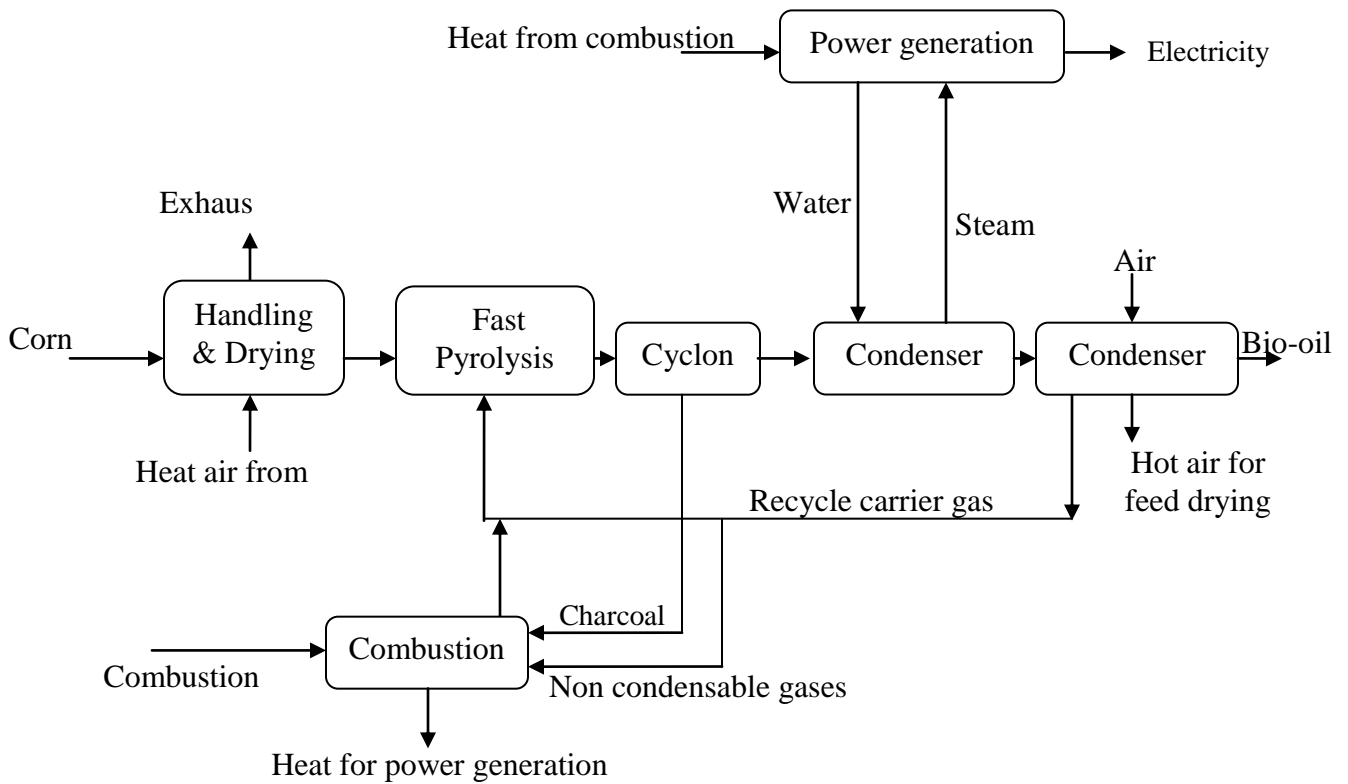 Heat from combustion
Power generation
Electricity
Water
Steam
Exhaus
Air
Corn
Handling
& Drying
Fast
Pyrolysis
Cyclon
Condenser
Condenser
Bio-oil
Heat air from
Hot air for
feed drying
Recycle carrier gas
Charcoal
Combustion
Combustion
Non condensable gases
Heat for power generation